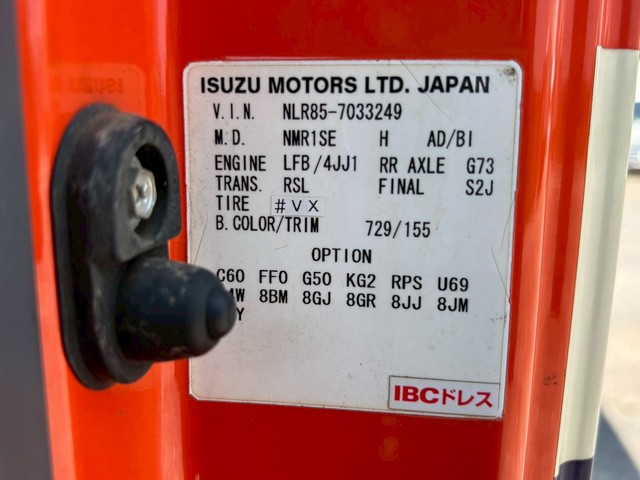 ISUZU MOTORS LTD. JAPAN
V.I.N. NLR85-7033249
M.D. NMR1SE H AD/BI
ENGINE LFB/4JJ1 RR AXLE G73
TRANS. RSL FINAL S2J
TIRE #VX
B.COLOR/TRIM 729/155
OPTION
C60 FF0 G50 KG2 RPS U69
8BM 8GJ 8GR 8JJ 8JM
IBCドレス